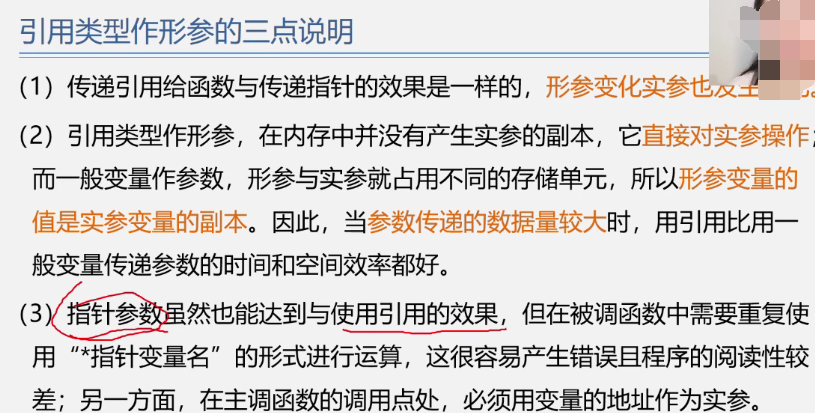 引用类型作形参的三点说明
(1) 传递引用给函数与传递指针的效果是一样的，形参变化实参也发生
(2) 引用类型作形参，在内存中并没有产生实参的副本，它直接对实参操作；
而一般变量作参数，形参与实参就占用不同的存储单元，所以形参变量的
值是实参变量的副本。因此，当参数传递的数据量较大时，用引用比用一
般变量传递参数的时间和空间效率都好。
(3) 指针参数虽然也能达到与使用引用的效果，但在被调函数中需要重复使
用“*指针变量名”的形式进行运算，这很容易产生错误且程序的阅读性较
差；另一方面，在主调函数的调用点处，必须用变量的地址作为实参。